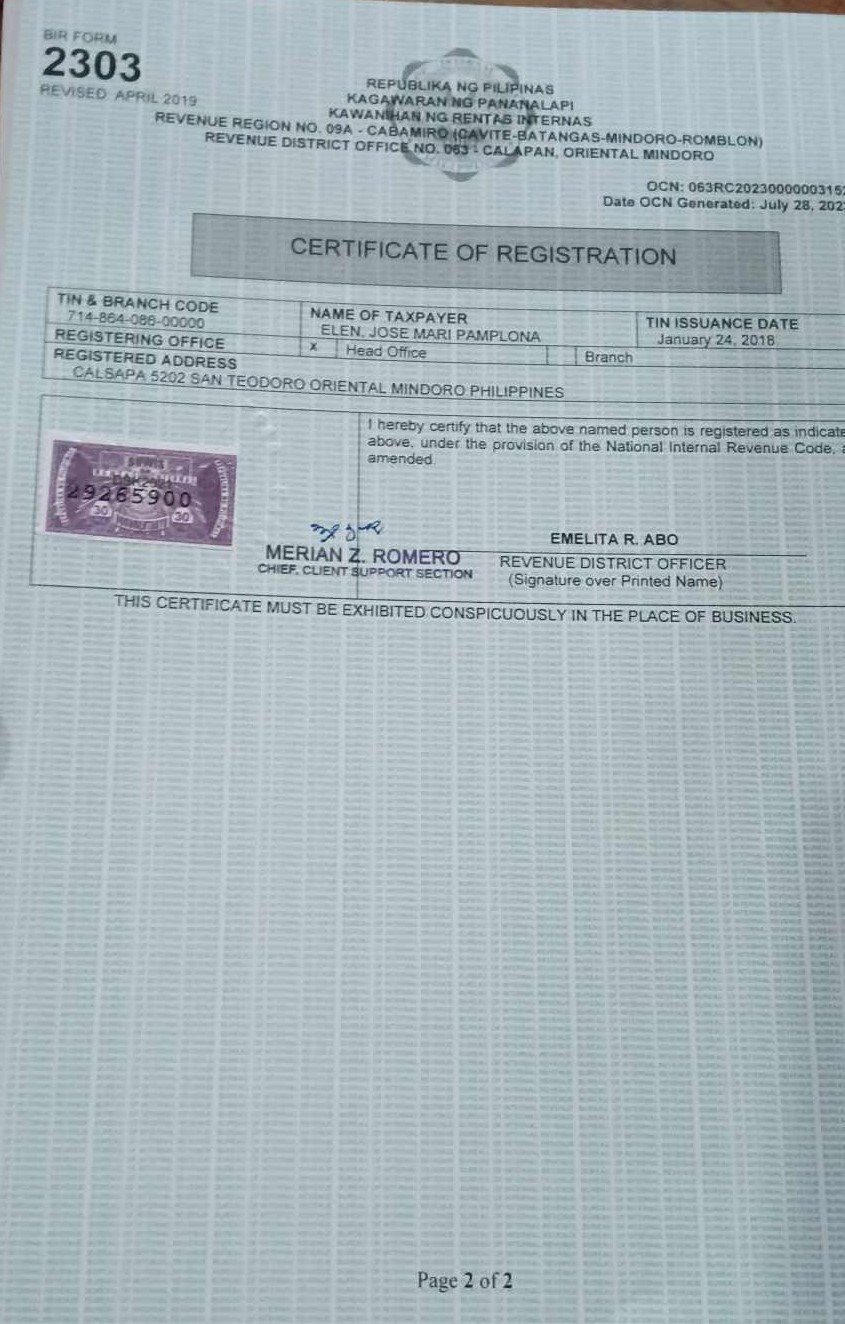 BIR FORM
2303
REVISED APRIL 2019
REPUBLIKA NG PILIPINAS
KAGAWARAN NG PANANALAPI
KAWANIHAN NG RENTAS INTERNAS
REVENUE REGION NO. 09A - CABAMIRO (CAVITE-BATANGAS-MINDORO-ROMBLON)
REVENUE DISTRICT OFFICE NO. 063 - CALAPAN, ORIENTAL MINDORO
OCN: 063RC2023000000315
Date OCN Generated: July 28, 202
CERTIFICATE OF REGISTRATION
TIN & BRANCH CODE
714-864-086-00000
NAME OF TAXPAYER
ELEN, JOSE MARI PAMPLONA
TIN ISSUANCE DATE
January 24, 2018
REGISTERING OFFICE
X Head Office
Branch
REGISTERED ADDRESS
CALSAPA 5202 SAN TEODORO ORIENTAL MINDORO PHILIPPINES
I hereby certify that the above named person is registered as indicate
above, under the provision of the National Internal Revenue Code, a
amended.
29265900
30 30
MERIAN Z. ROMERO
CHIEF, CLIENT SUPPORT SECTION
EMELITA R. ABO
REVENUE DISTRICT OFFICER
(Signature over Printed Name)
THIS CERTIFICATE MUST BE EXHIBITED CONSPICUOUSLY IN THE PLACE OF BUSINESS.
Page 2 of 2